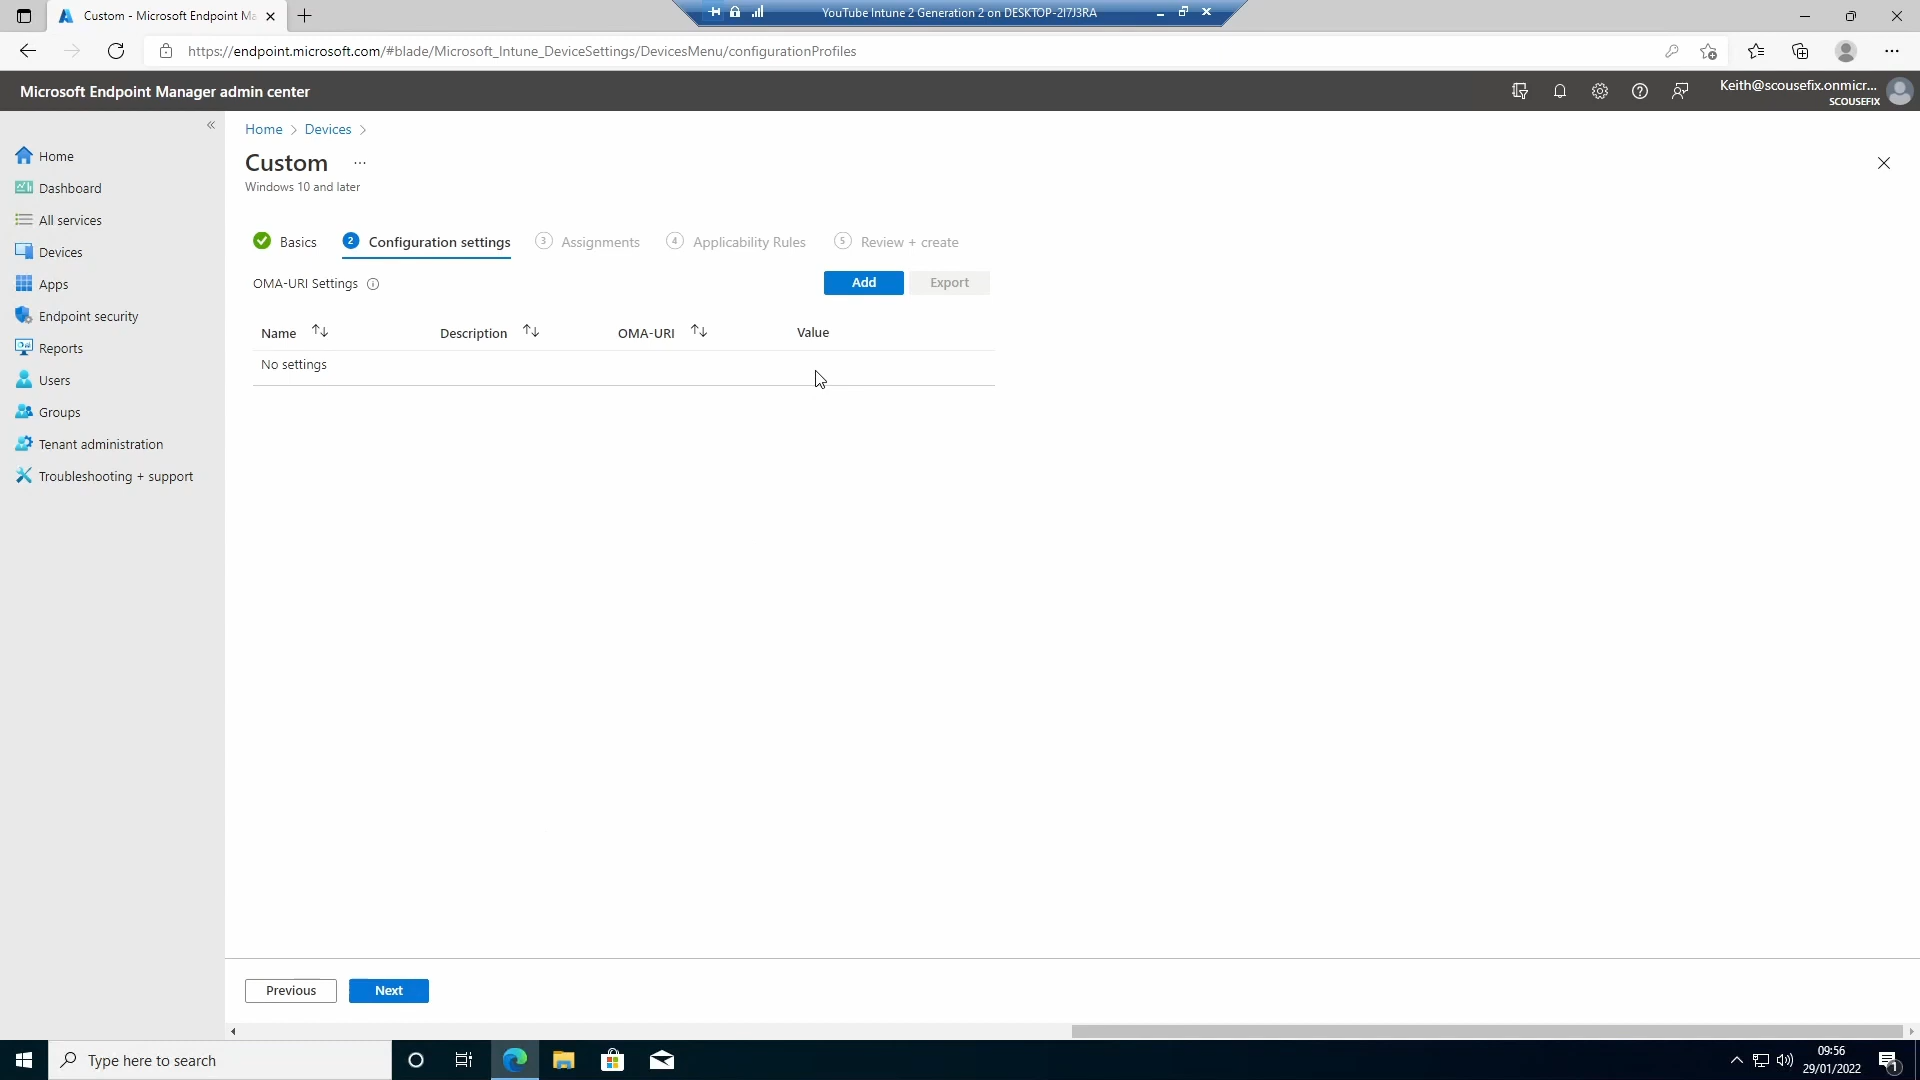 Custom - Microsoft Endpoint Ma
YouTube Intune 2 Generation 2 on DESKTOP-2I7J3RA
https://endpoint.microsoft.com/#blade/Microsoft_Intune_DeviceSettings/DevicesMenu/configurationProfiles
Microsoft Endpoint Manager admin center
Keith@scousefix.onmicr...
SCOUSEFIX
Home
Dashboard
All services
Devices
Apps
Endpoint security
Reports
Users
Groups
Tenant administration
Troubleshooting + support
Home > Devices >
Custom ...
Windows 10 and later
Basics
2 Configuration settings
3 Assignments
4 Applicability Rules
5 Review + create
OMA-URI Settings
Add
Export
Name
Description
OMA-URI
Value
No settings
Previous
Next
Type here to search
09:56
29/01/2022
1